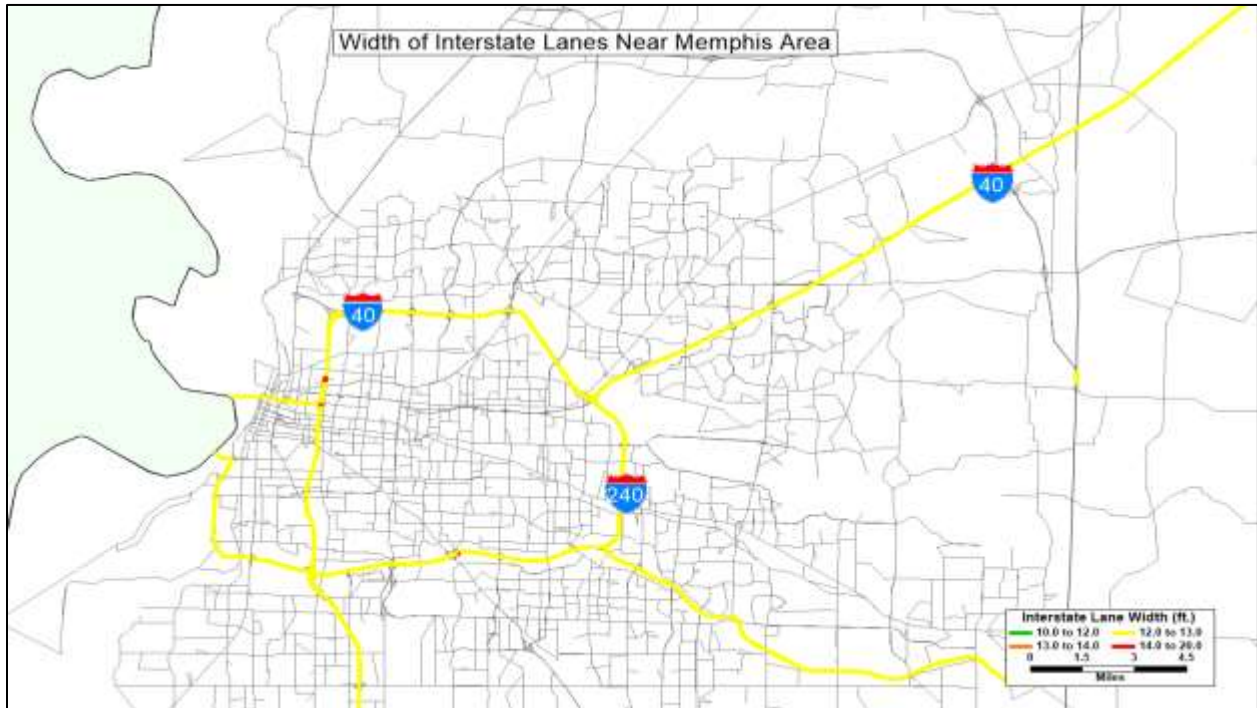 Width of Interstate Lanes Near Memphis Area
40
40
240
Interstate Lane Width (ft.)
10.0 to 12.0 12.0 to 13.0
13.0 to 14.0 14.0 to 20.0
0 1.5 3 4.5
Miles